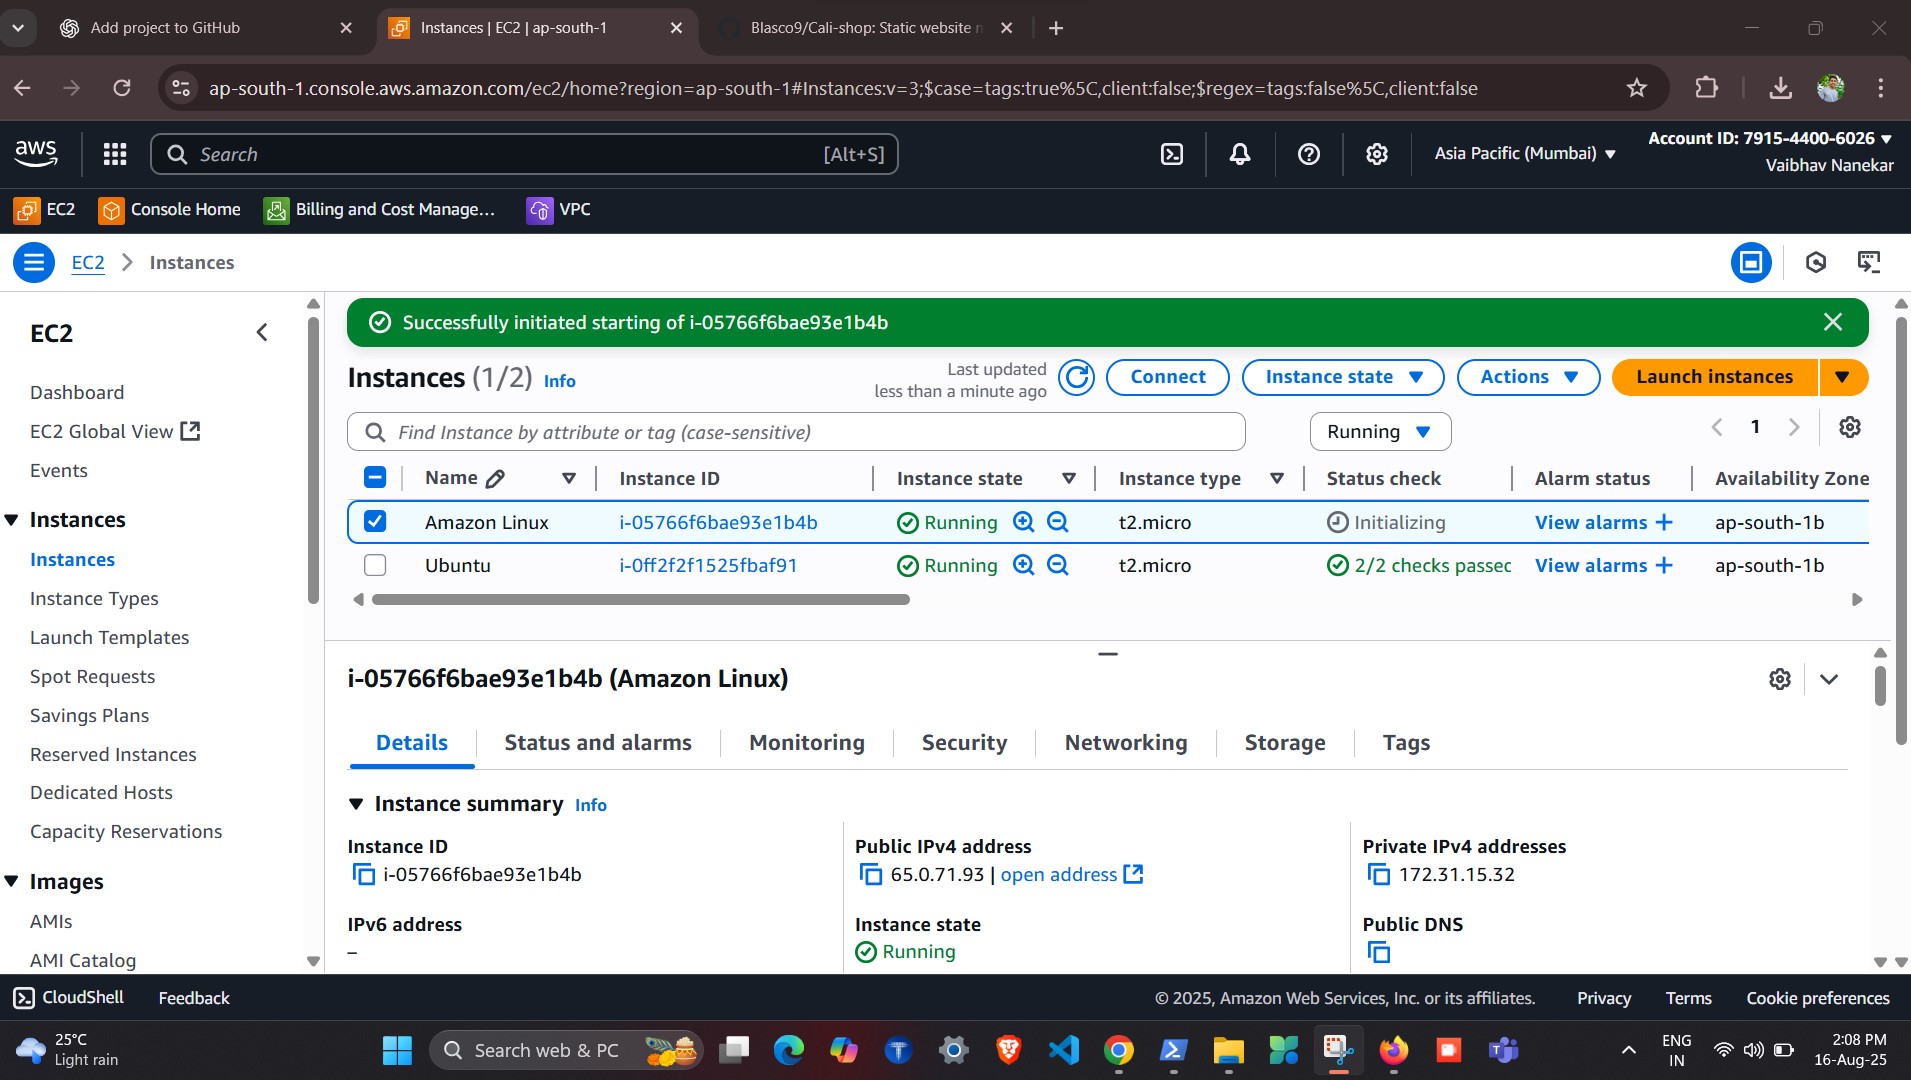 Add project to GitHub
Instances | EC2 | ap-south-1
Blasco9/Cali-shop: Static website
ap-south-1.console.aws.amazon.com/ec2/home?region=ap-south-1#Instances:v=3;$case=tags:true%5C,client:false;$regex=tags:false%5C,client:false
aws
Search
[Alt+S]
Asia Pacific (Mumbai)
Account ID: 7915-4400-6026
Vaibhav Nanekar
EC2
Console Home
Billing and Cost Manage...
VPC
EC2
Instances
EC2
Dashboard
EC2 Global View
Events
Instances
Instances
Instance Types
Launch Templates
Spot Requests
Savings Plans
Reserved Instances
Dedicated Hosts
Capacity Reservations
Images
AMIs
AMI Catalog
Successfully initiated starting of i-05766f6bae93e1b4b
Instances (1/2) Info
Last updated
less than a minute ago
Connect
Instance state
Actions
Launch instances
Find Instance by attribute or tag (case-sensitive)
Running
1
Name Instance ID Instance state Instance type Status check Alarm status Availability Zone
Amazon Linux i-05766f6bae93e1b4b Running t2.micro Initializing View alarms + ap-south-1b
Ubuntu i-0ff2f2f1525fbaf91 Running t2.micro 2/2 checks passec View alarms + ap-south-1b
i-05766f6bae93e1b4b (Amazon Linux)
Details
Status and alarms
Monitoring
Security
Networking
Storage
Tags
Instance summary Info
Instance ID
i-05766f6bae93e1b4b
Public IPv4 address
65.0.71.93 | open address
Private IPv4 addresses
172.31.15.32
IPv6 address
–
Instance state
Running
Public DNS
CloudShell
Feedback
© 2025, Amazon Web Services, Inc. or its affiliates.
Privacy
Terms
Cookie preferences
25°C
Light rain
Search web & PC
ENG
IN
2:08 PM
16-Aug-25